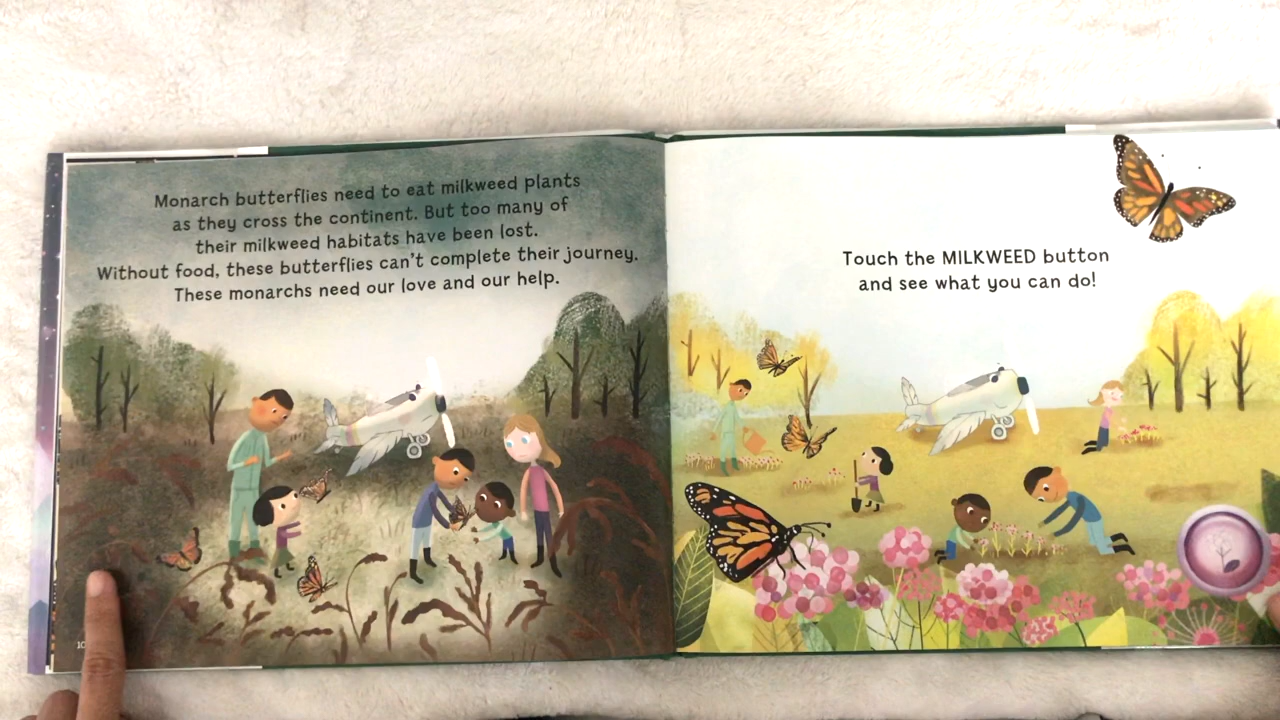 Monarch butterflies need to eat milkweed plants
as they cross the continent. But too many of
their milkweed habitats have been lost.
Without food, these butterflies can't complete their journey.
These monarchs need our love and our help.
10
Touch the MILKWEED button
and see what you can do!